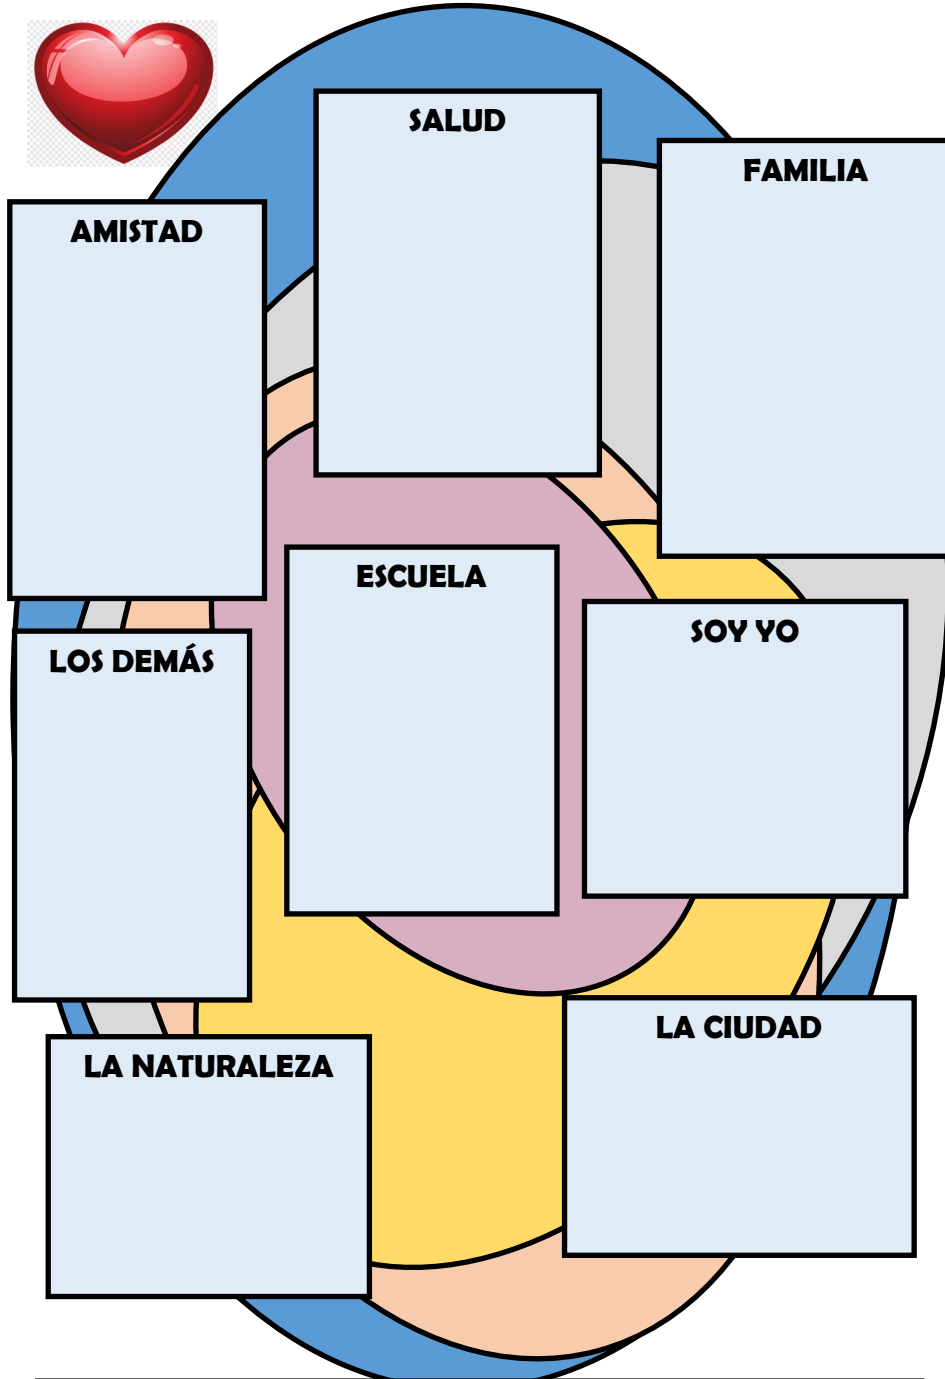 SALUD
FAMILIA
AMISTAD
ESCUELA
SOY YO
LOS DEMÁS
LA CIUDAD
LA NATURALEZA